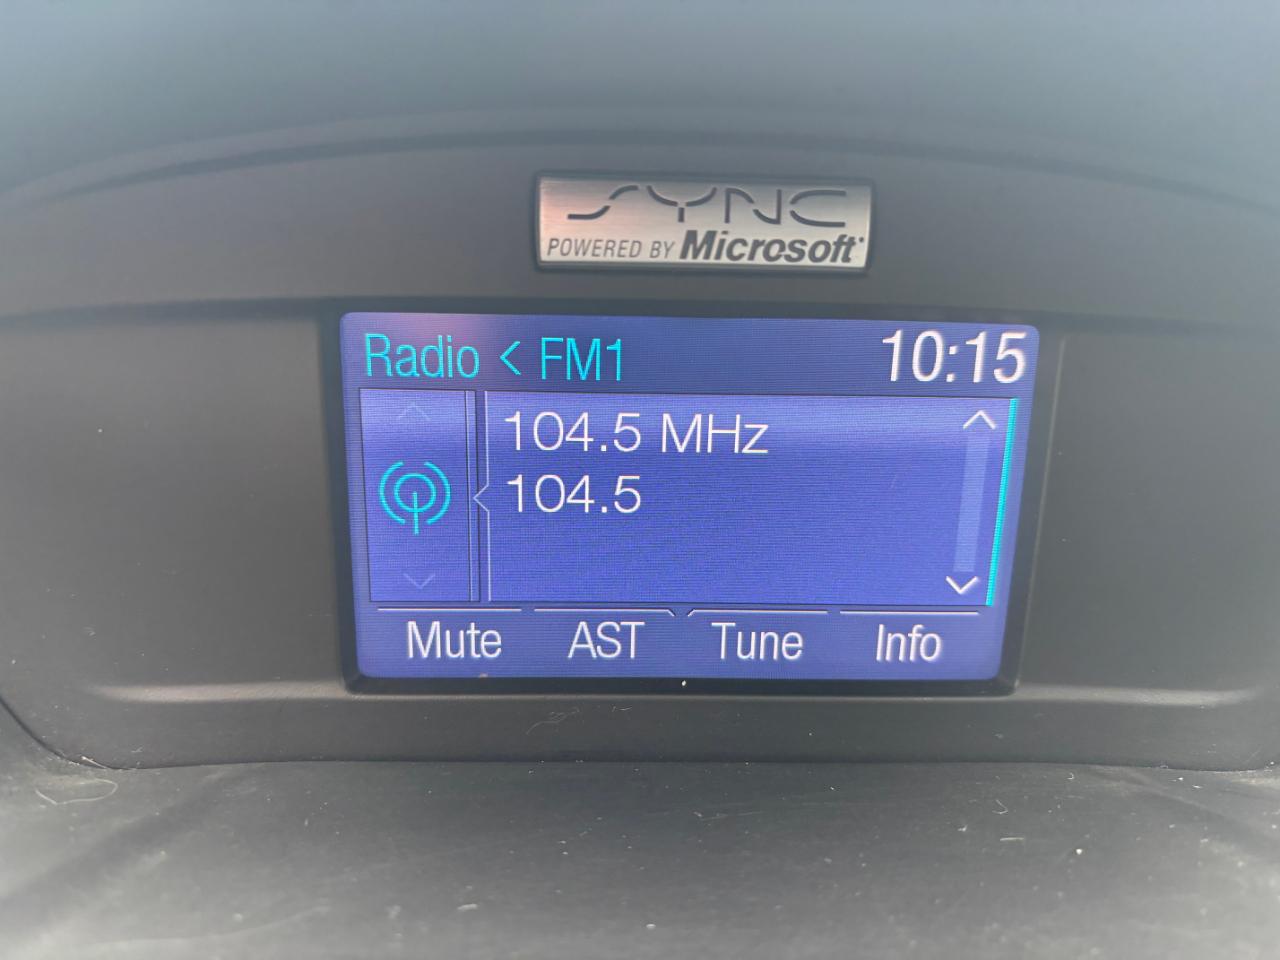 SYNC
POWERED BY Microsoft
Radio < FM1 10:15
104.5 MHz
104.5
Mute AST Tune Info